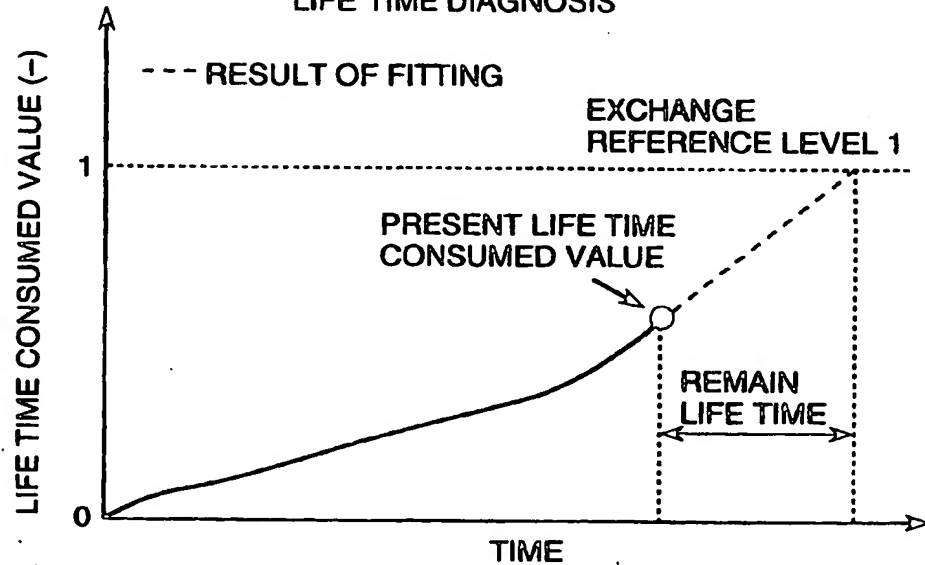 LIFE TIME DIAGNOSIS
LIFE TIME CONSUMED VALUE (–)
--- RESULT OF FITTING
EXCHANGE
REFERENCE LEVEL 1
1
PRESENT LIFE TIME
CONSUMED VALUE
REMAIN
LIFE TIME
0
TIME